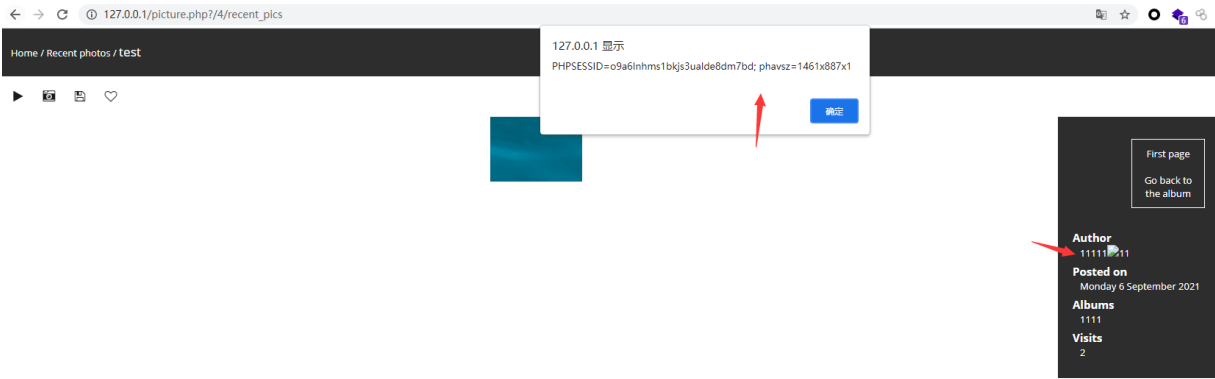 127.0.0.1/picture.php?/4/recent_pics
6
Home / Recent photos / test
127.0.0.1 显示
PHPSESSID=o9a6lnhms1bkjs3ualde8dm7bd; phavsz=1461x887x1
确定
First page
Go back to
the album
Author
11111 11
Posted on
Monday 6 September 2021
Albums
1111
Visits
2